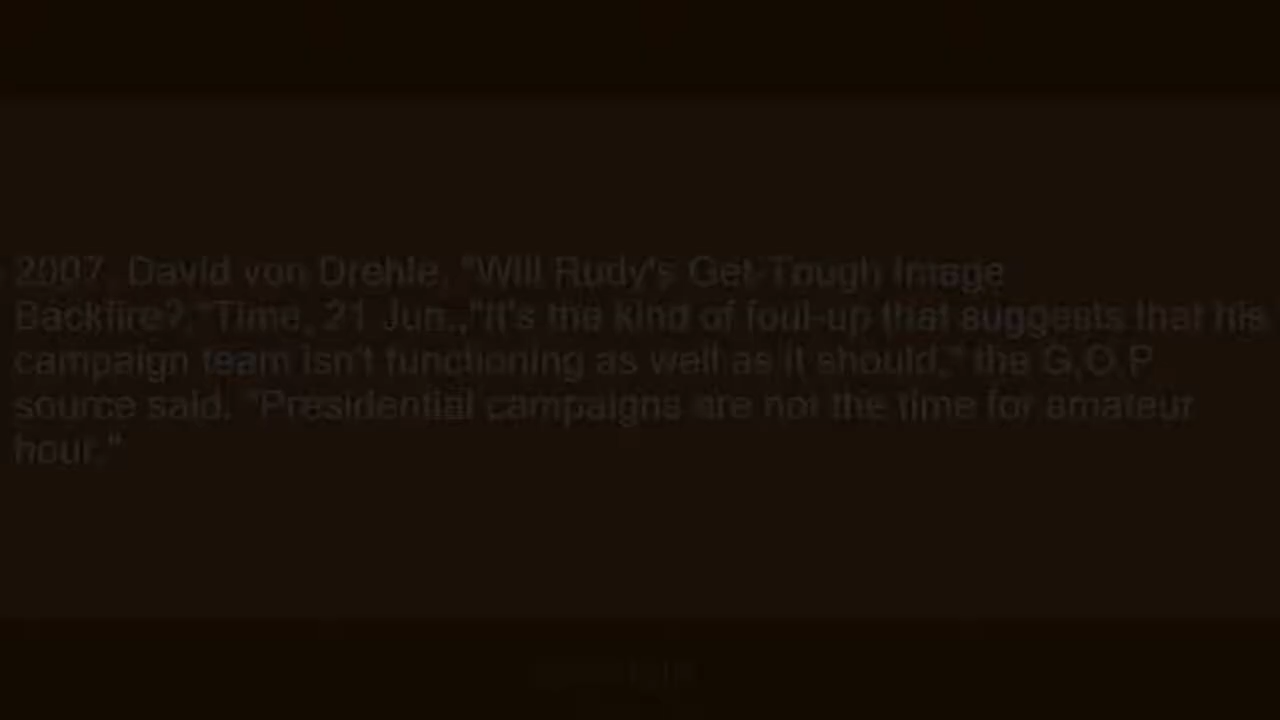 2007, David von Drehle, "Will Rudy's Get-Tough Image
Backfire?,"Time, 21 Jun.,"It's the kind of foul-up that suggests that his
campaign team isn't functioning as well as it should," the G.O.P
source said. "Presidential campaigns are not the time for amateur
hour."